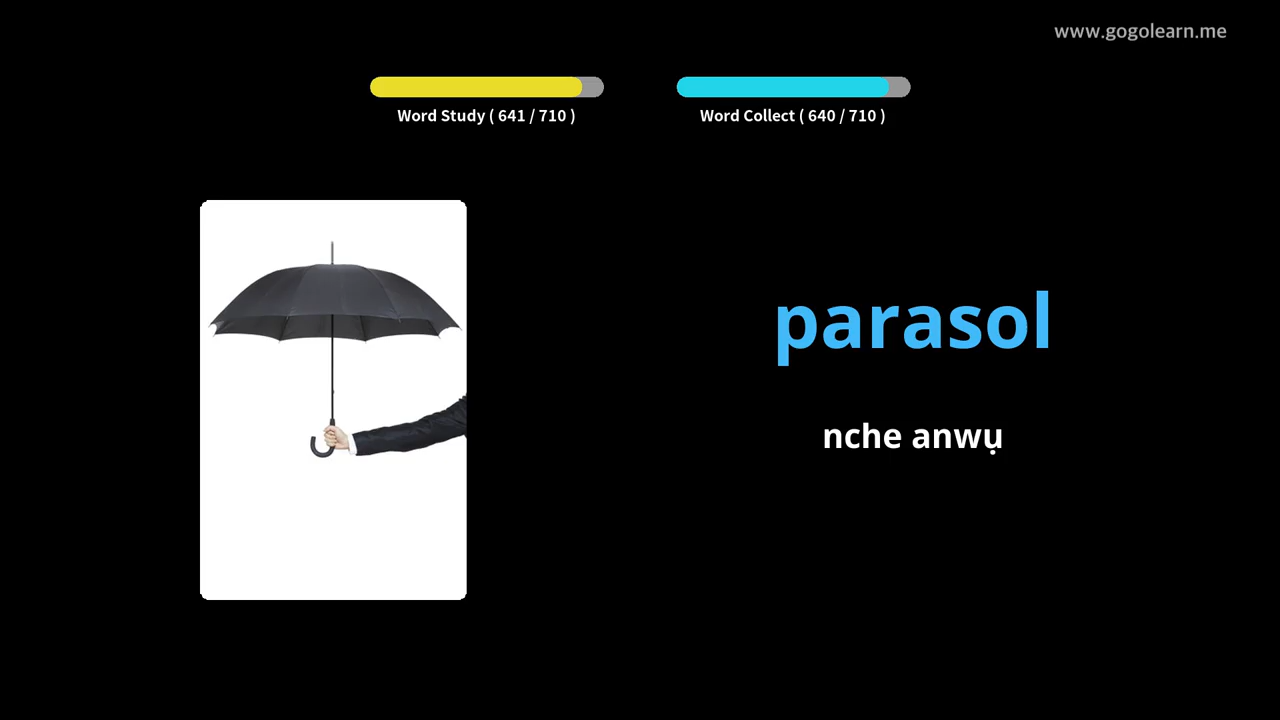 www.gogolearn.me
Word Study ( 641 / 710 )
Word Collect ( 640 / 710 )
parasol
nche anwụ